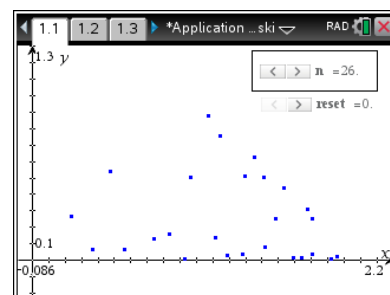 1.1 1.2 1.3 *Application …ski RAD
1.3 y
n =26.
reset =0.
0.1
x
-0.086 2.2